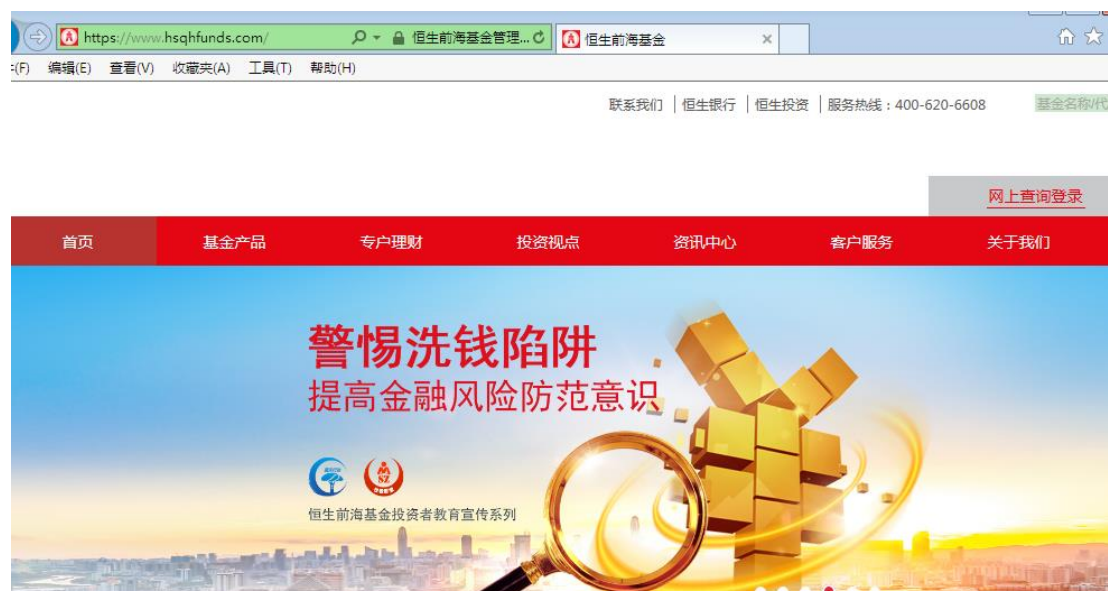 https://www.hsqhfunds.com/
恒生前海基金管理...
恒生前海基金
(F) 编辑(E) 查看(V) 收藏夹(A) 工具(T) 帮助(H)
联系我们 | 恒生银行 | 恒生投资 | 服务热线：400-620-6608
基金名称/代
网上查询登录
首页 基金产品 专户理财 投资视点 资讯中心 客户服务 关于我们
警惕洗钱陷阱
提高金融风险防范意识
恒生前海基金投资者教育宣传系列